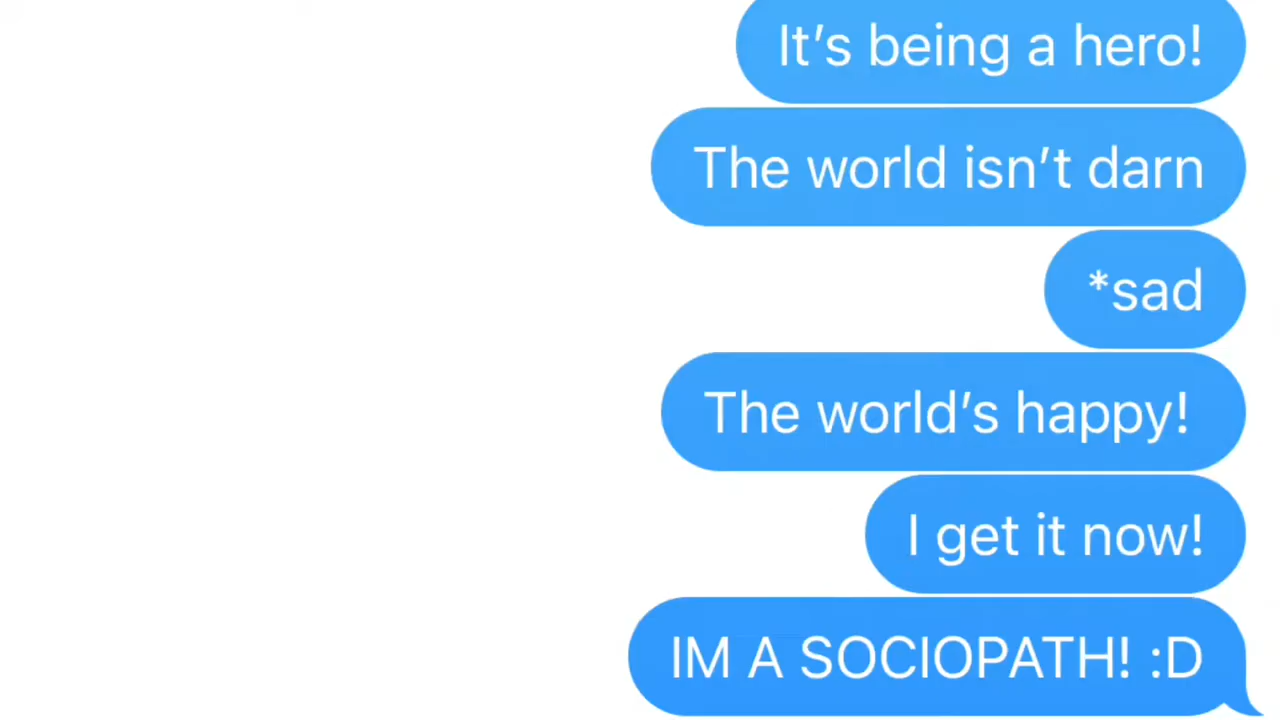 It’s being a hero!
The world isn’t darn
*sad
The world’s happy!
I get it now!
IM A SOCIOPATH! :D